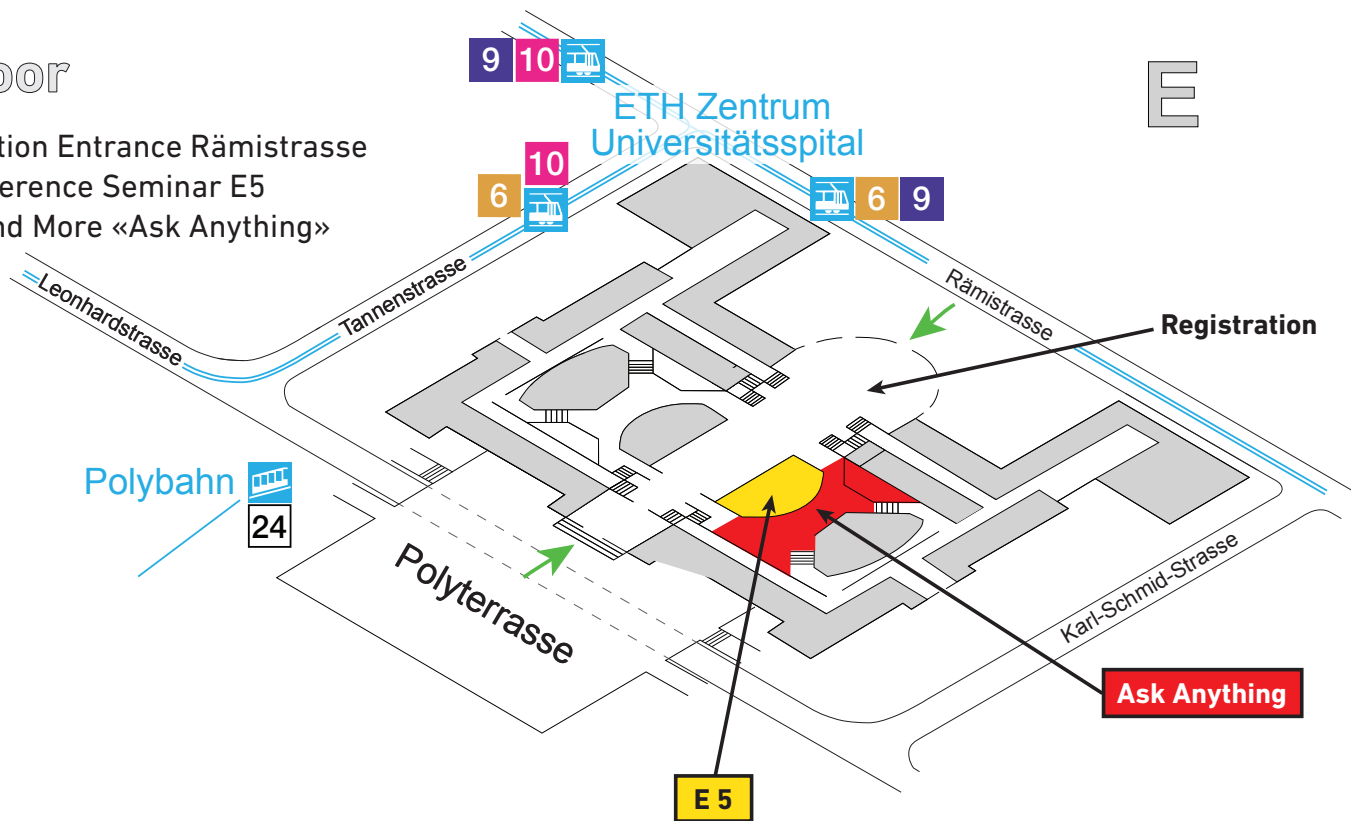 oor
tion Entrance Rämistrasse
erence Seminar E5
nd More «Ask Anything»
9 10
ETH Zentrum
Universitätsspital
E
10
6
6 9
Leonhardstrasse
Tannenstrasse
Rämistrasse
Registration
Polybahn
24
Polyterrasse
Karl-Schmid-Strasse
Ask Anything
E 5